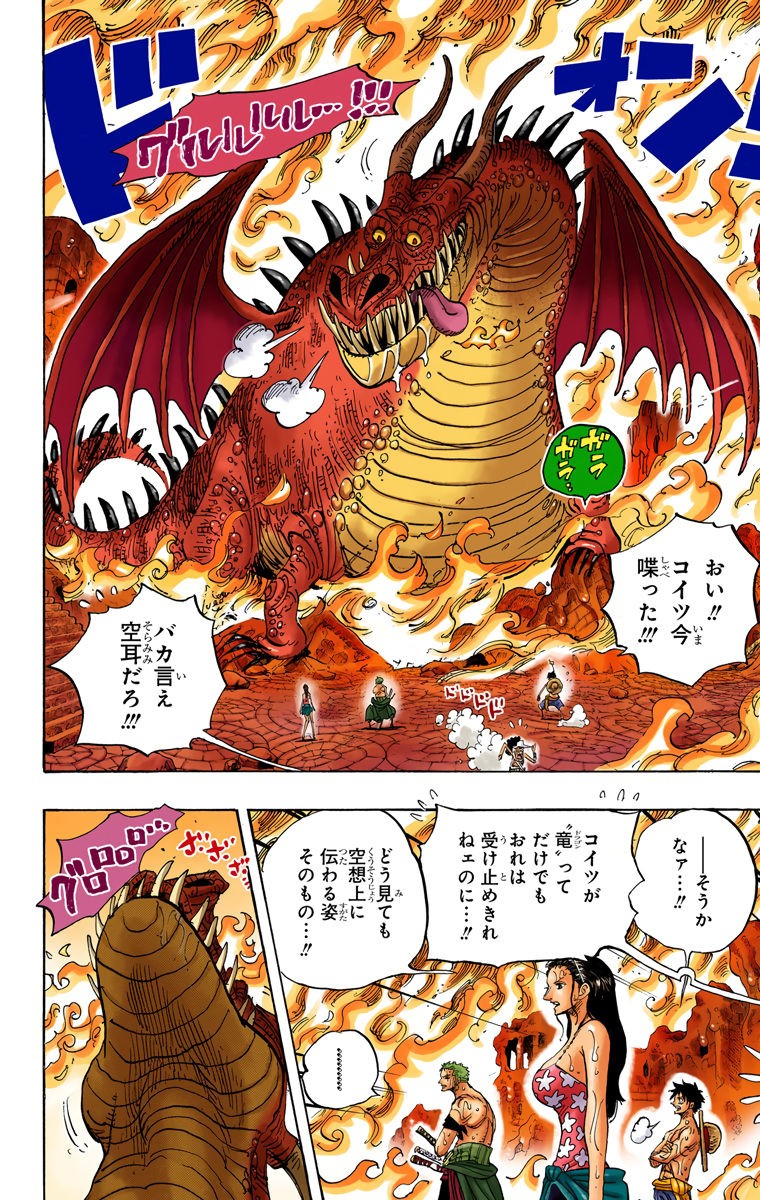 ドオン!!
グルルルル…!!!
ガラ
ガラ…
おい!!
コイツ今
喋った!!!
バカ言え
空耳だろ!!!
ドドドド
──そうか
なァ…!!
コイツが
〝竜〟って
だけでも
おれは
受け止めきれ
ねェのに…!!
どう見ても
空想上に
伝わる姿
そのもの…!!
…………
ボボボ…
グロロロ…